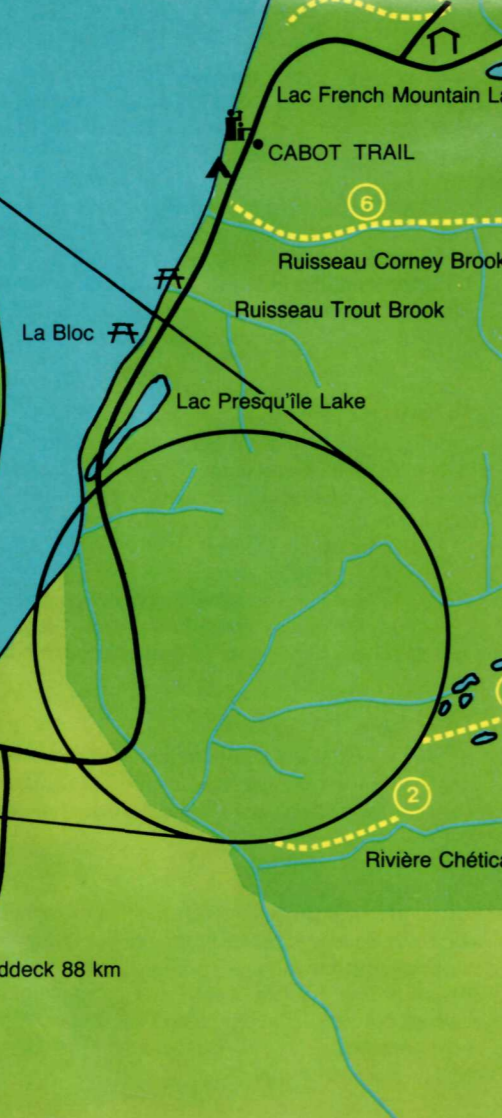 Lac French Mountain La
CABOT TRAIL
6
Ruisseau Corney Brook
Ruisseau Trout Brook
La Bloc
Lac Presqu'île Lake
2
Rivière Chética
ddeck 88 km